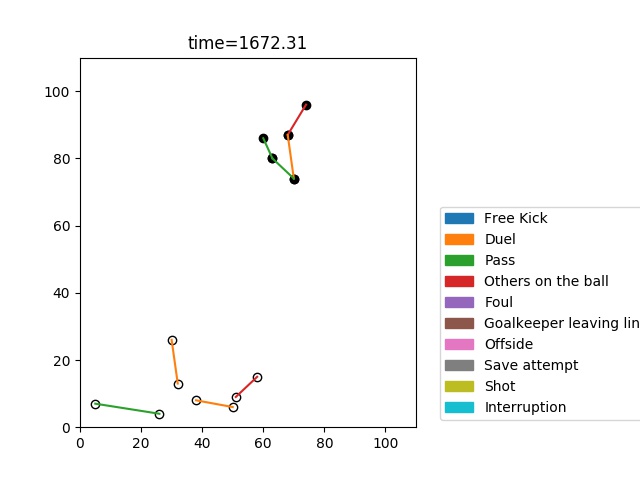 time=1672.31
100
80
60
40
20
0
0 20 40 60 80 100
Free Kick
Duel
Pass
Others on the ball
Foul
Goalkeeper leaving lin
Offside
Save attempt
Shot
Interruption